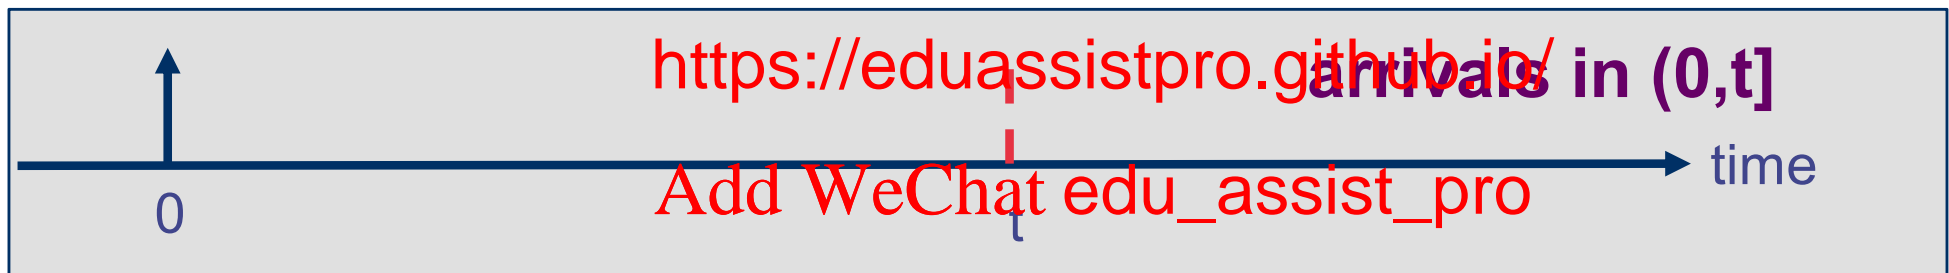 https://eduassistpro.github.io/
arrivals in (0,t]
time
Add WeChat edu_assist_pro
0
t